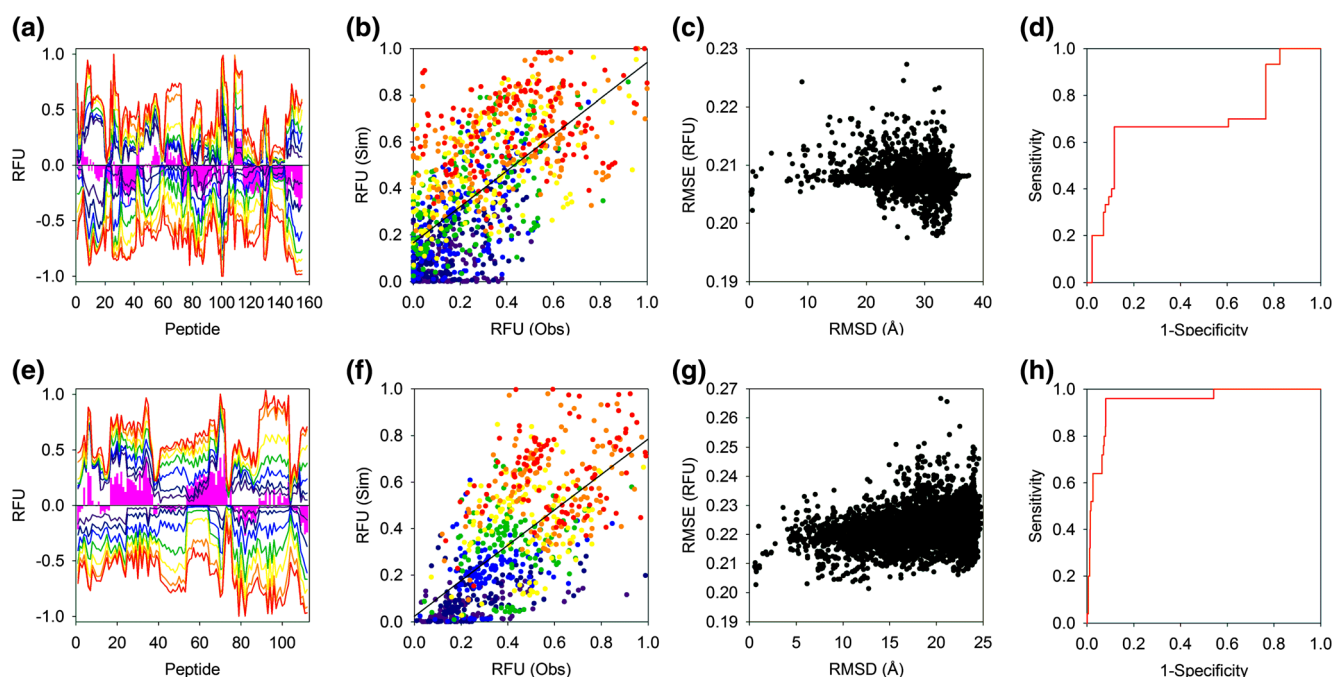 (a)
RFU
1.0
0.5
0.0
-0.5
-1.0
0 20 40 60 80 100 120 140 160
Peptide
(b)
RFU (Sim)
1.0
0.8
0.6
0.4
0.2
0.0
0.0 0.2 0.4 0.6 0.8 1.0
RFU (Obs)
(c)
RMSE (RFU)
0.23
0.22
0.21
0.20
0.19
0 10 20 30 40
RMSD (Å)
(d)
Sensitivity
1.0
0.8
0.6
0.4
0.2
0.0
0.2 0.4 0.6 0.8 1.0
1-Specificity
(e)
RFU
1.0
0.5
0.0
-0.5
-1.0
0 20 40 60 80 100
Peptide
(f)
RFU (Sim)
1.0
0.8
0.6
0.4
0.2
0.0
0.0 0.2 0.4 0.6 0.8 1.0
RFU (Obs)
(g)
RMSE (RFU)
0.27
0.26
0.25
0.24
0.23
0.22
0.21
0.20
0.19
0 5 10 15 20 25
RMSD (Å)
(h)
Sensitivity
1.0
0.8
0.6
0.4
0.2
0.0
0.2 0.4 0.6 0.8 1.0
1-Specificity